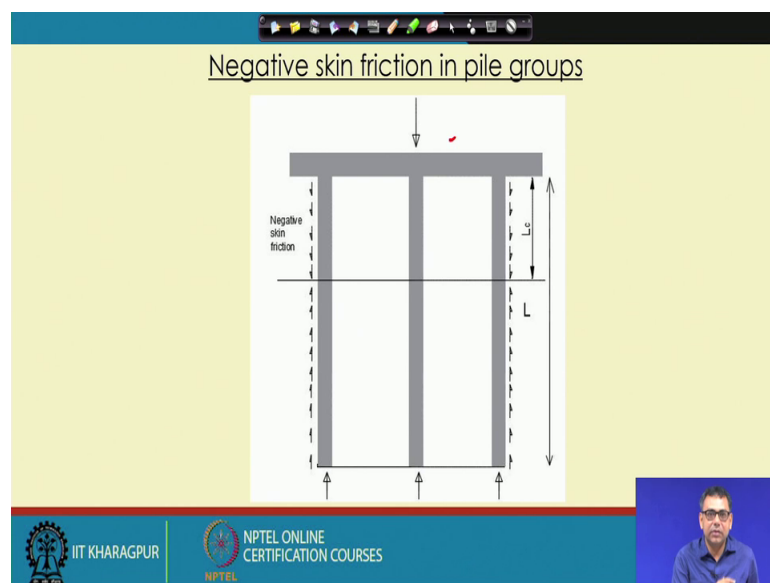 Negative skin friction in pile groups
Negative
skin
friction
Lc
L
IIT KHARAGPUR
NPTEL
NPTEL ONLINE
CERTIFICATION COURSES